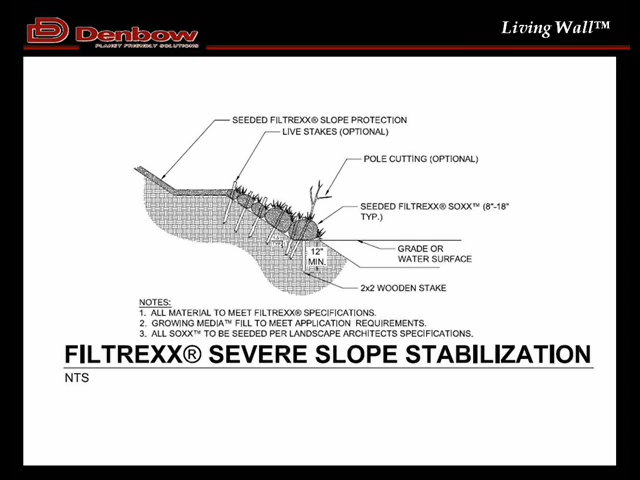 Denbow
PLANET FRIENDLY SOLUTIONS
Living Wall™
SEEDED FILTREXX® SLOPE PROTECTION
LIVE STAKES (OPTIONAL)
POLE CUTTING (OPTIONAL)
SEEDED FILTREXX® SOXX™ (8"-18"
TYP.)
12"
MIN.
GRADE OR
WATER SURFACE
2x2 WOODEN STAKE
NOTES:
1. ALL MATERIAL TO MEET FILTREXX® SPECIFICATIONS.
2. GROWING MEDIA™ FILL TO MEET APPLICATION REQUIREMENTS.
3. ALL SOXX™ TO BE SEEDED PER LANDSCAPE ARCHITECTS SPECIFICATIONS.
FILTREXX® SEVERE SLOPE STABILIZATION
NTS